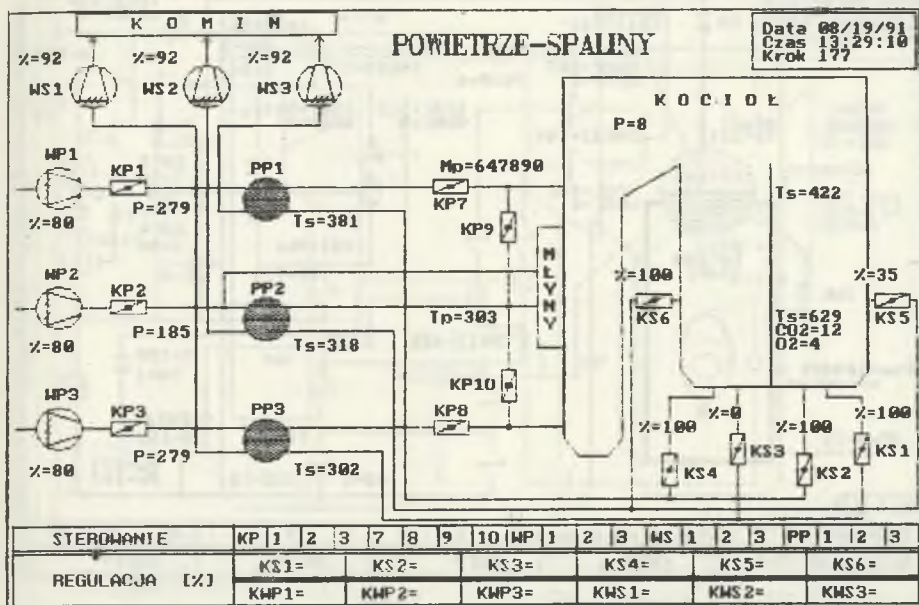 K O M I N
POWIETRZE-SPALINY
Data 08/19/91
Czas 13:29:10
Krok 177
%=92 %=92 %=92
WS1 WS2 WS3
K O C I O Ł
P=8
WP1 KP1 PP1 Mp=647890
KP7
%=80 P=279 Ts=381
Ts=422
KP9
MŁYNY
WP2 KP2 PP2
%=100 %=35
KS6 KS5
%=80 P=185 Ts=318 Tp=303
Ts=629
CO2=12
O2=4
KP10
WP3 KP3 PP3 KP8
%=80 P=279 Ts=302
%=100 %=0 %=100 %=100
KS4 KS3 KS2 KS1
STEROWANIE KP 1 2 3 7 8 9 10 WP 1 2 3 WS 1 2 3 PP 1 2 3
REGULACJA [%] KS1= KS2= KS3= KS4= KS5= KS6=
KWP1= KWP2= KWP3= KWS1= KWS2= KWS3=